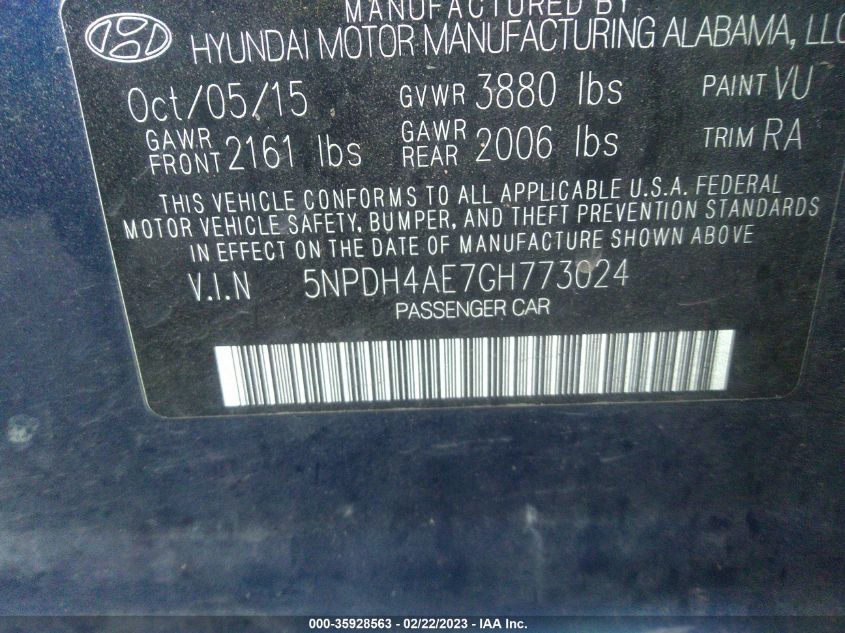 MANUFACTURED BY
HYUNDAI MOTOR MANUFACTURING ALABAMA, LLC
Oct/05/15 GVWR 3880 lbs PAINT VU
GAWR FRONT 2161 lbs GAWR REAR 2006 lbs TRIM RA
THIS VEHICLE CONFORMS TO ALL APPLICABLE U.S.A. FEDERAL
MOTOR VEHICLE SAFETY, BUMPER, AND THEFT PREVENTION STANDARDS
IN EFFECT ON THE DATE OF MANUFACTURE SHOWN ABOVE
V.I.N 5NPDH4AE7GH773024
PASSENGER CAR
000-35928563 - 02/22/2023 - IAA Inc.